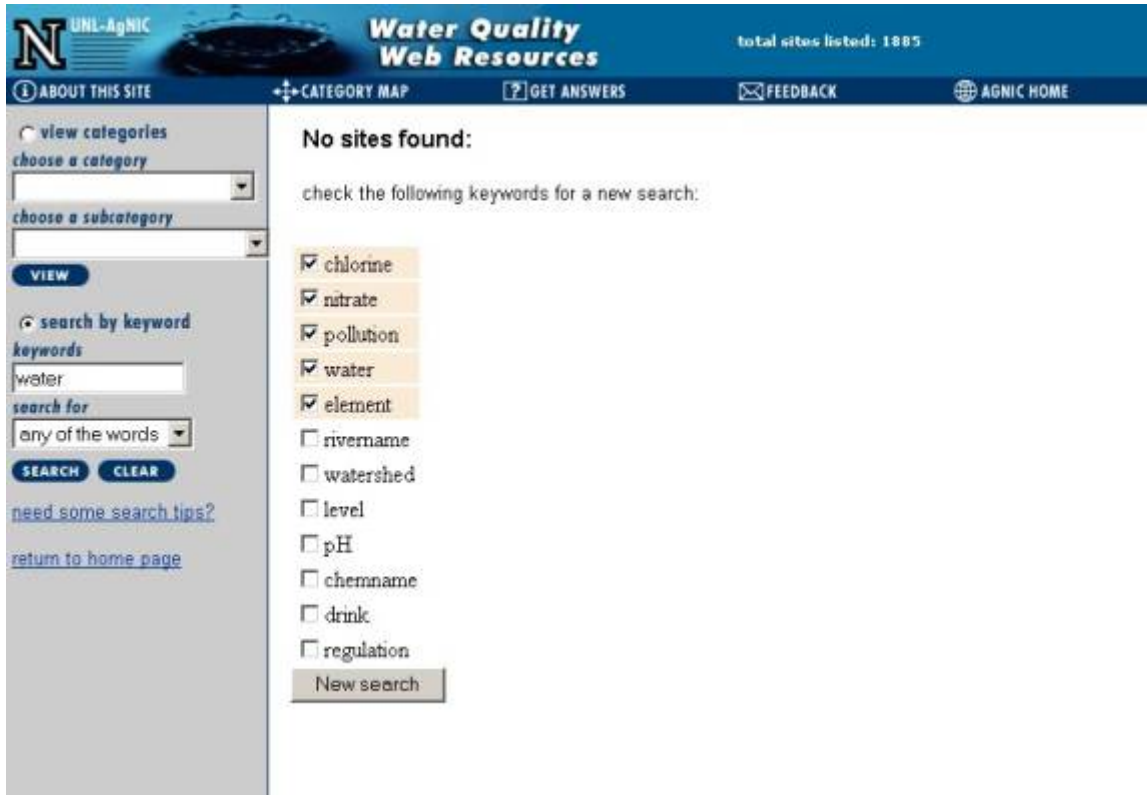 N UNL-AgNIC
Water Quality
Web Resources
total sites listed: 1885
i ABOUT THIS SITE
CATEGORY MAP
? GET ANSWERS
FEEDBACK
AGNIC HOME
view categories
choose a category
choose a subcategory
VIEW
search by keyword
keywords
water
search for
any of the words
SEARCH CLEAR
need some search tips?
return to home page
No sites found:
check the following keywords for a new search:
chlorine
nitrate
pollution
water
element
rivername
watershed
level
pH
chemname
drink
regulation
New search